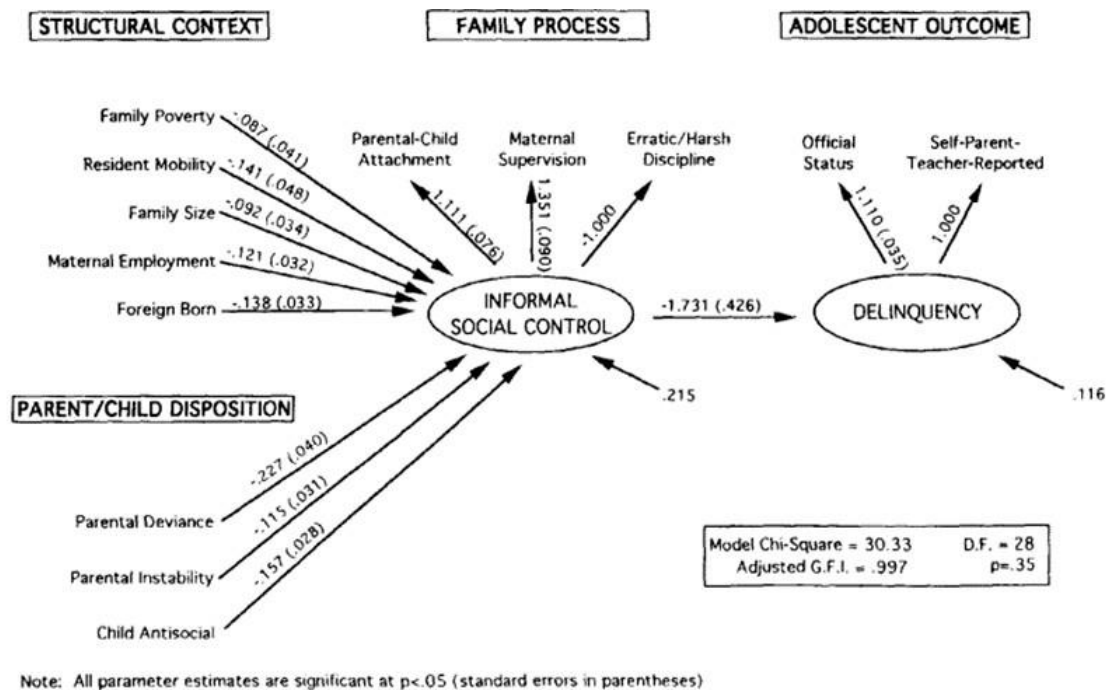 STRUCTURAL CONTEXT
FAMILY PROCESS
ADOLESCENT OUTCOME
Family Poverty
-.087 (.041)
Resident Mobility
-.141 (.048)
Family Size
-.092 (.034)
Maternal Employment
-.121 (.032)
Foreign Born
-.138 (.033)
Parental-Child
Attachment
1.111 (.076)
Maternal
Supervision
1.351 (.090)
Erratic/Harsh
Discipline
-1.000
Official
Status
1.110 (.035)
Self-Parent-
Teacher-Reported
1.000
INFORMAL
SOCIAL CONTROL
-1.731 (.426)
DELINQUENCY
.215
.116
PARENT/CHILD DISPOSITION
-.227 (.040)
Parental Deviance
-.115 (.031)
Parental Instability
-.157 (.028)
Child Antisocial
Model Chi-Square = 30.33 D.F. = 28
Adjusted G.F.I. = .997 p=.35
Note: All parameter estimates are significant at p<.05 (standard errors in parentheses)